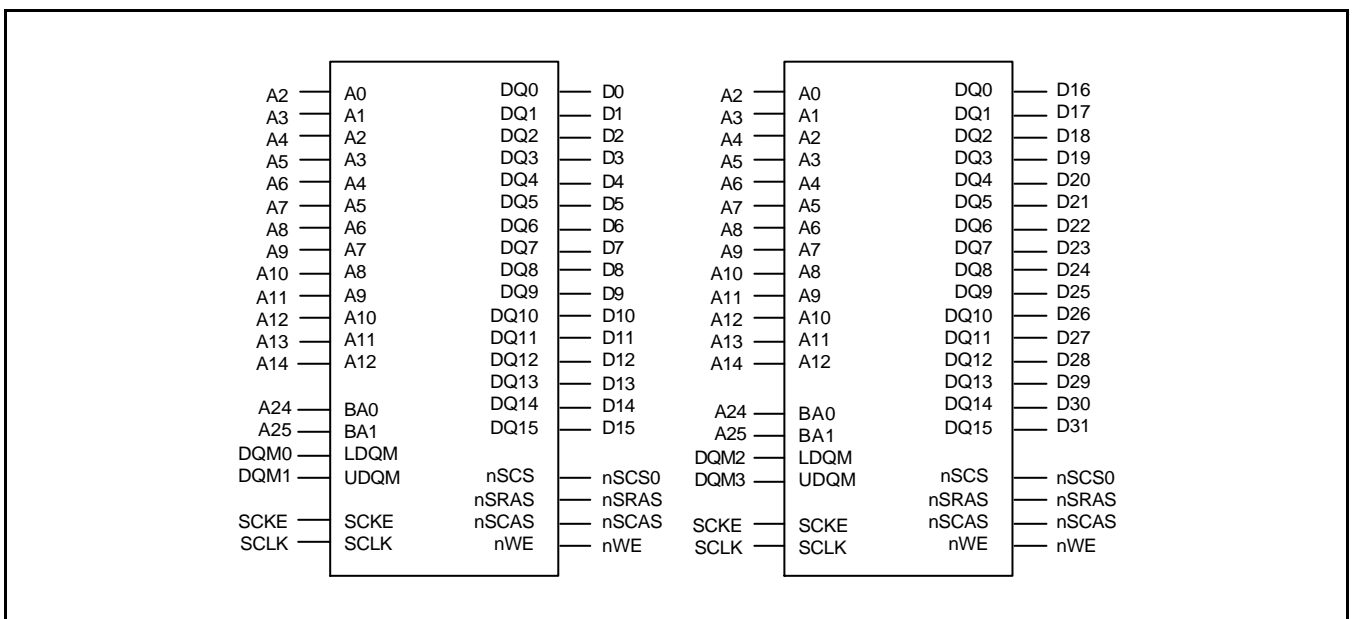 A2 A0 DQ0 D0 A2 A0 DQ0 D16
A3 A1 DQ1 D1 A3 A1 DQ1 D17
A4 A2 DQ2 D2 A4 A2 DQ2 D18
A5 A3 DQ3 D3 A5 A3 DQ3 D19
A6 A4 DQ4 D4 A6 A4 DQ4 D20
A7 A5 DQ5 D5 A7 A5 DQ5 D21
A8 A6 DQ6 D6 A8 A6 DQ6 D22
A9 A7 DQ7 D7 A9 A7 DQ7 D23
A10 A8 DQ8 D8 A10 A8 DQ8 D24
A11 A9 DQ9 D9 A11 A9 DQ9 D25
A12 A10 DQ10 D10 A12 A10 DQ10 D26
A13 A11 DQ11 D11 A13 A11 DQ11 D27
A14 A12 DQ12 D12 A14 A12 DQ12 D28
DQ13 D13 DQ13 D29
A24 BA0 DQ14 D14 A24 BA0 DQ14 D30
A25 BA1 DQ15 D15 A25 BA1 DQ15 D31
DQM0 LDQM DQM2 LDQM
DQM1 UDQM nSCS nSCS0 DQM3 UDQM nSCS nSCS0
nSRAS nSRAS nSRAS nSRAS
SCKE SCKE nSCAS nSCAS SCKE SCKE nSCAS nSCAS
SCLK SCLK nWE nWE SCLK SCLK nWE nWE